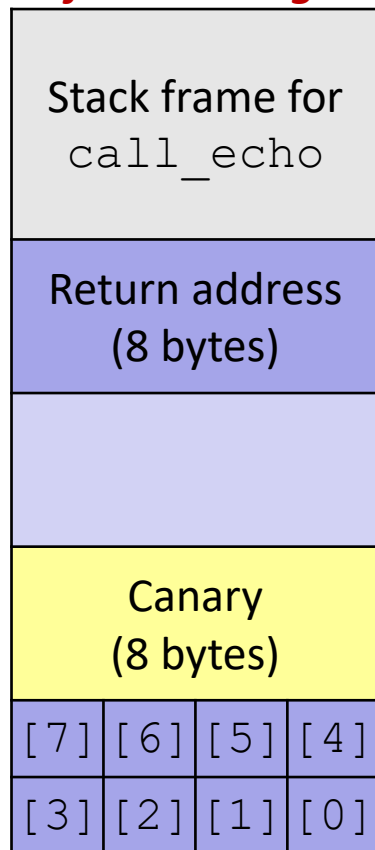 Stack frame for
call_echo
Return address
(8 bytes)
Canary
(8 bytes)
[7] [6] [5] [4]
[3] [2] [1] [0]